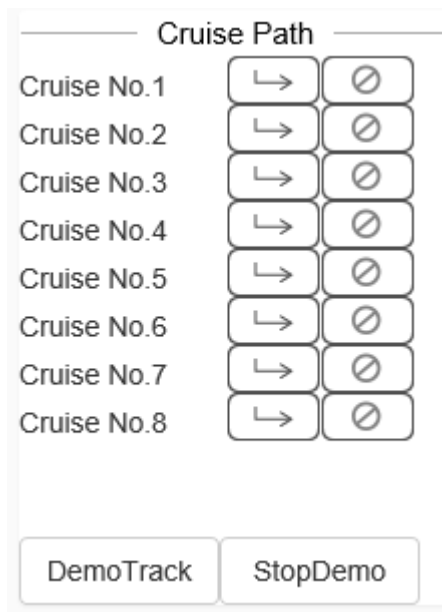 Cruise Path
Cruise No.1
Cruise No.2
Cruise No.3
Cruise No.4
Cruise No.5
Cruise No.6
Cruise No.7
Cruise No.8
DemoTrack StopDemo